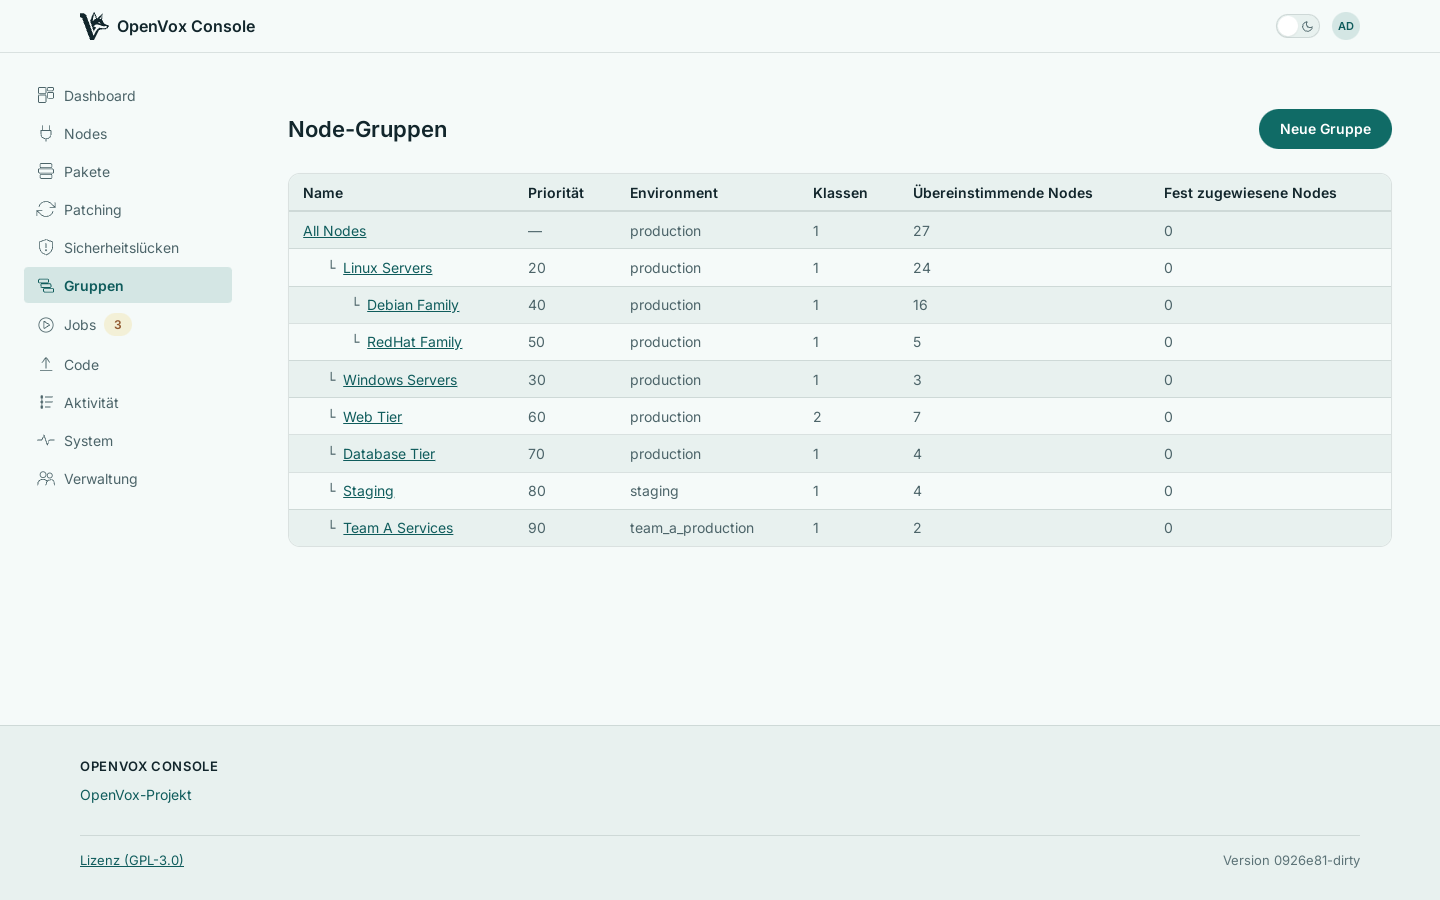 OpenVox Console
AD
Dashboard
Nodes
Pakete
Patching
Sicherheitslücken
Gruppen
Jobs 3
Code
Aktivität
System
Verwaltung
Node-Gruppen
Neue Gruppe
Name Priorität Environment Klassen Übereinstimmende Nodes Fest zugewiesene Nodes
All Nodes — production 1 27 0
└ Linux Servers 20 production 1 24 0
└ Debian Family 40 production 1 16 0
└ RedHat Family 50 production 1 5 0
└ Windows Servers 30 production 1 3 0
└ Web Tier 60 production 2 7 0
└ Database Tier 70 production 1 4 0
└ Staging 80 staging 1 4 0
└ Team A Services 90 team_a_production 1 2 0
OPENVOX CONSOLE
OpenVox-Projekt
Lizenz (GPL-3.0)
Version 0926e81-dirty